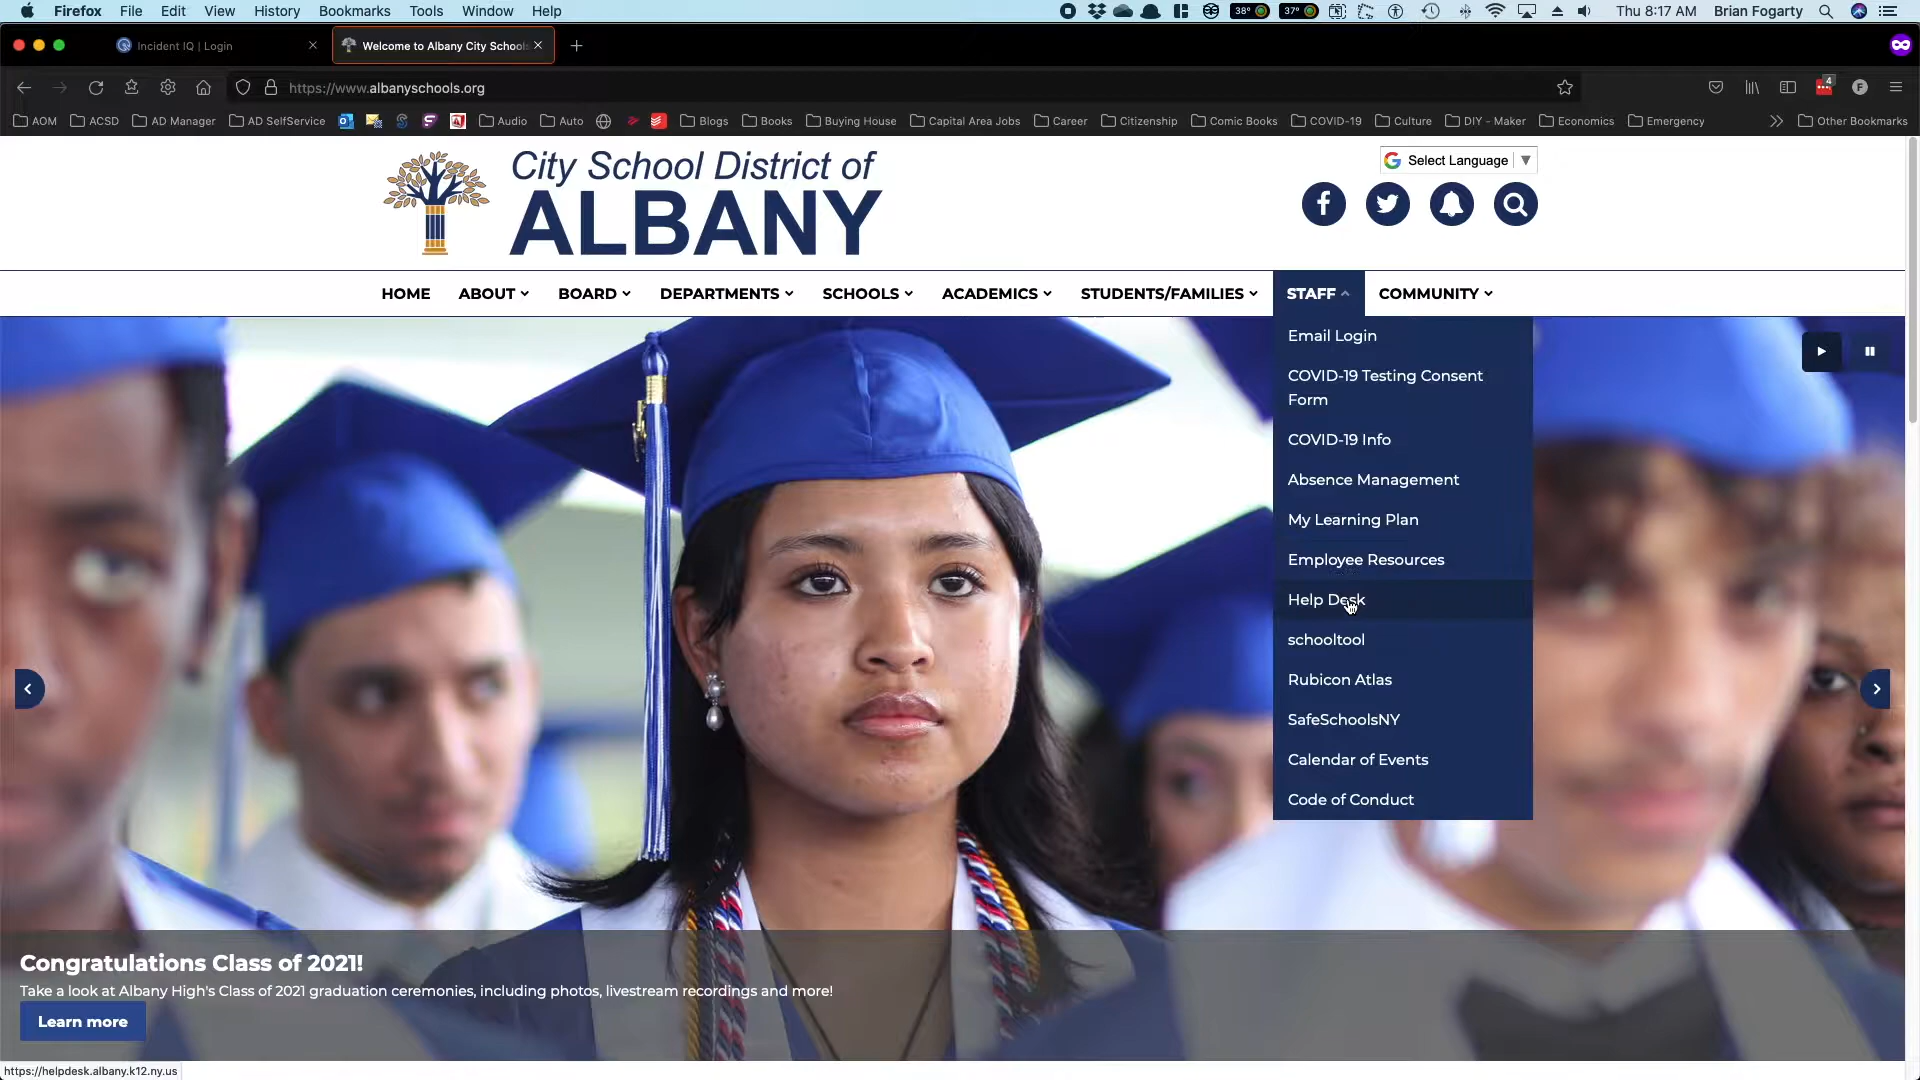 Firefox File Edit View History Bookmarks Tools Window Help 38° 37° Thu 8:17 AM Brian Fogarty
Incident IQ | Login
Welcome to Albany City Schools
https://www.albanyschools.org
4
F
AOM ACSD AD Manager AD SelfService Audio Auto Blogs Books Buying House Capital Area Jobs Career Citizenship Comic Books COVID-19 Culture DIY - Maker Economics Emergency Other Bookmarks
City School District of
ALBANY
Select Language ▼
HOME ABOUT BOARD DEPARTMENTS SCHOOLS ACADEMICS STUDENTS/FAMILIES STAFF COMMUNITY
Email Login
COVID-19 Testing Consent
Form
COVID-19 Info
Absence Management
My Learning Plan
Employee Resources
Help Desk
schooltool
Rubicon Atlas
SafeSchoolsNY
Calendar of Events
Code of Conduct
Congratulations Class of 2021!
Take a look at Albany High's Class of 2021 graduation ceremonies, including photos, livestream recordings and more!
Learn more
https://helpdesk.albany.k12.ny.us